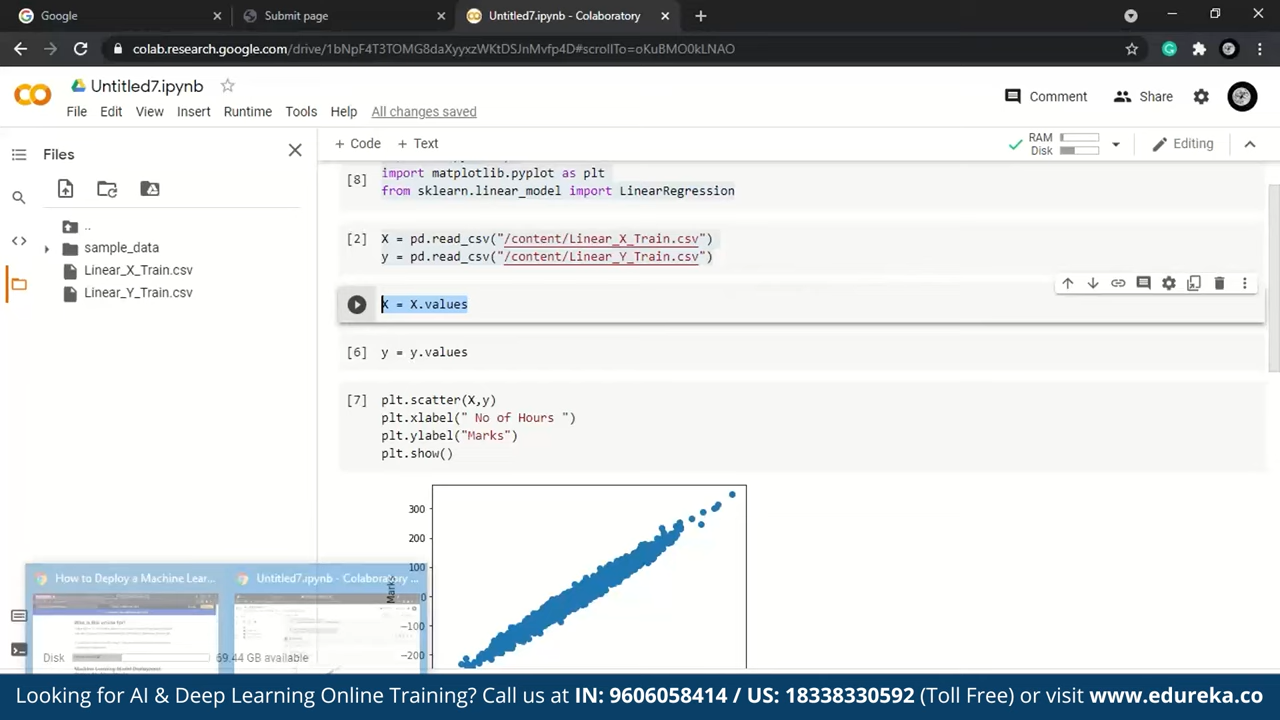 Google
Submit page
Untitled7.ipynb - Colaboratory
colab.research.google.com/drive/1bNpF4T3TOMG8daXyyxzWKtDSJnMvfp4D#scrollTo=oKuBMO0kLNAO
Untitled7.ipynb
File Edit View Insert Runtime Tools Help All changes saved
Comment Share
Files
+ Code + Text
RAM
Disk
Editing
..
sample_data
Linear_X_Train.csv
Linear_Y_Train.csv
[8]
import matplotlib.pyplot as plt
from sklearn.linear_model import LinearRegression
[2] X = pd.read_csv("/content/Linear_X_Train.csv")
y = pd.read_csv("/content/Linear_Y_Train.csv")
X = X.values
[6] y = y.values
[7] plt.scatter(X,y)
plt.xlabel(" No of Hours ")
plt.ylabel("Marks")
plt.show()
300
200
100
0
−100
−200
Marks
How to Deploy a Machine Lear...
Untitled7.ipynb - Colaboratory ...
Disk 69.44 GB available
Looking for AI & Deep Learning Online Training? Call us at IN: 9606058414 / US: 18338330592 (Toll Free) or visit www.edureka.co